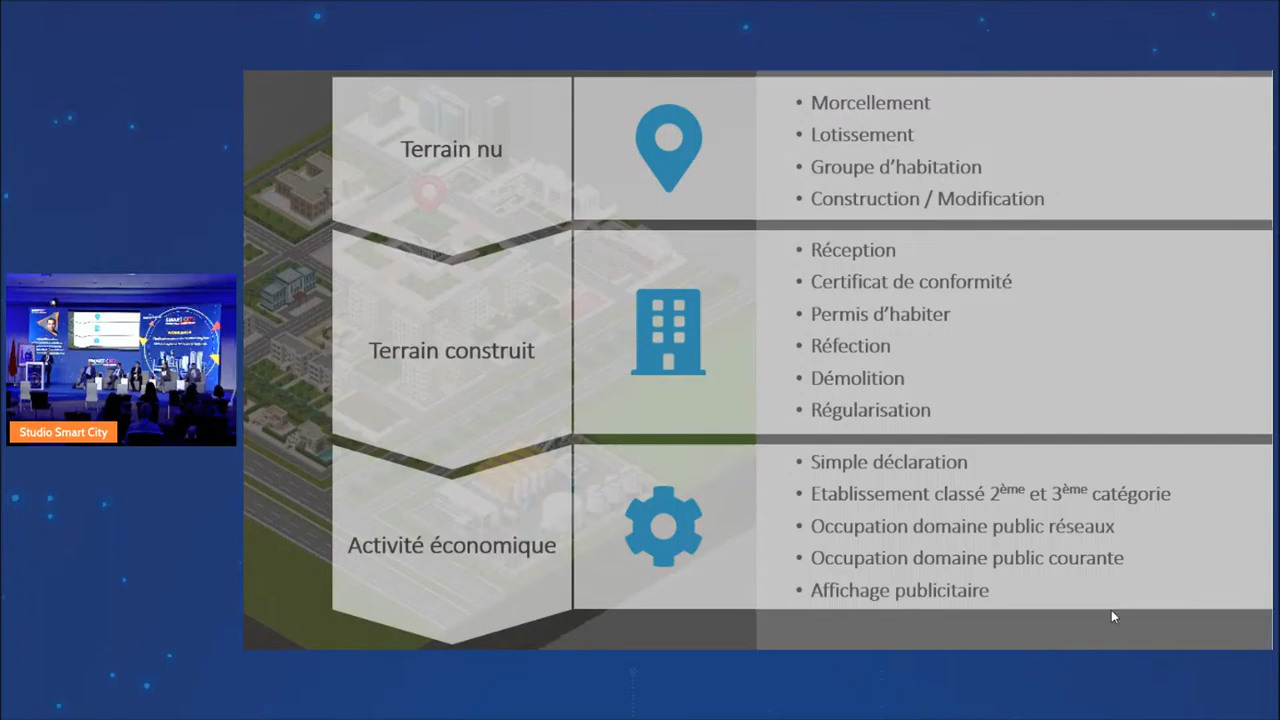 Terrain nu
• Morcellement
• Lotissement
• Groupe d’habitation
• Construction / Modification
Terrain construit
• Réception
• Certificat de conformité
• Permis d’habiter
• Réfection
• Démolition
• Régularisation
Activité économique
• Simple déclaration
• Etablissement classé 2ème et 3ème catégorie
• Occupation domaine public réseaux
• Occupation domaine public courante
• Affichage publicitaire
Studio Smart City